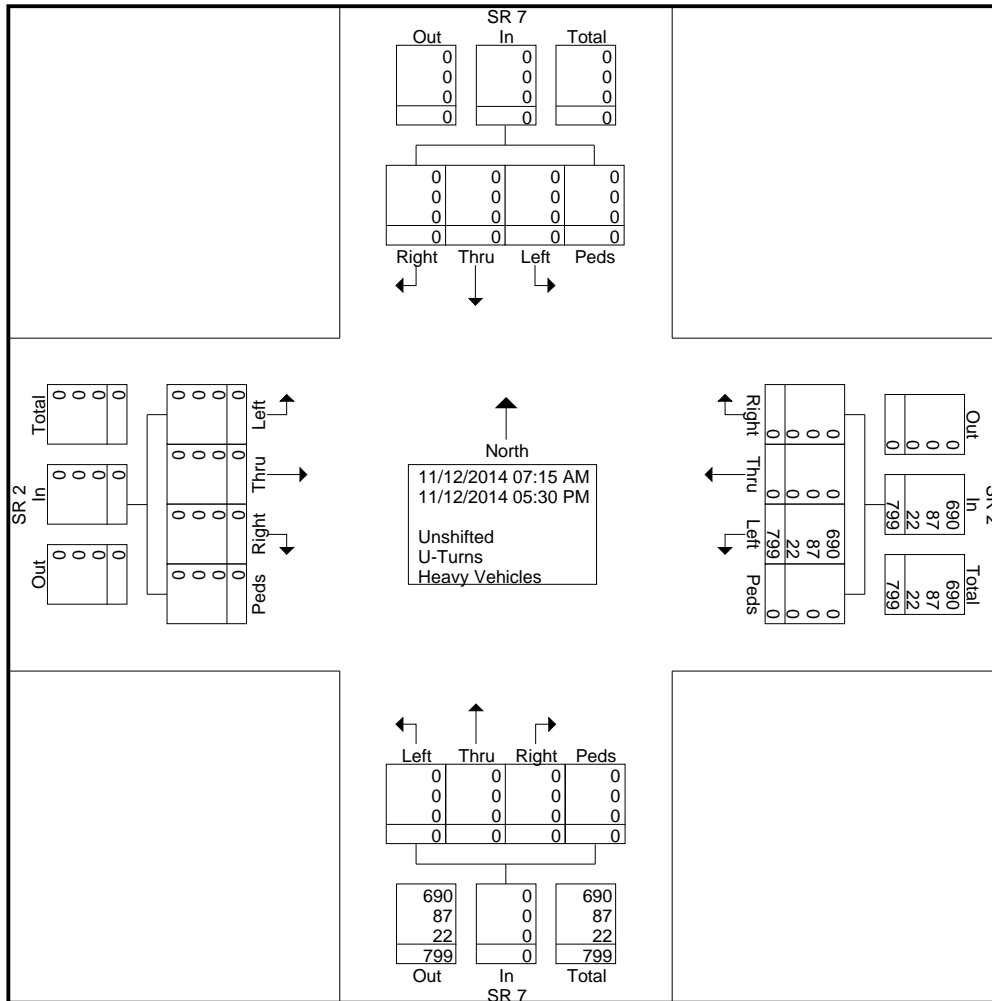 SR 7
Out In Total
0 0 0
0 0 0
0 0 0
0 0 0
0 0 0 0
0 0 0 0
0 0 0 0
0 0 0 0
Right Thru Left Peds
SR 2
Total
0 0 0 0
In
0 0 0 0
Out
0 0 0 0
Left
0 0 0 0
Thru
0 0 0 0
Right
0 0 0 0
Peds
0 0 0 0
North
11/12/2014 07:15 AM
11/12/2014 05:30 PM
Unshifted
U-Turns
Heavy Vehicles
Right
0 0 0 0
Thru
0 0 0 0
Left
690 87 22 799
Peds
0 0 0 0
SR 2
Out
0 0 0 0
In
690 87 22 799
Total
690 87 22 799
Left Thru Right Peds
0 0 0 0
0 0 0 0
0 0 0 0
0 0 0 0
690 0 690
87 0 87
22 0 22
799 0 799
Out In Total
SR 7